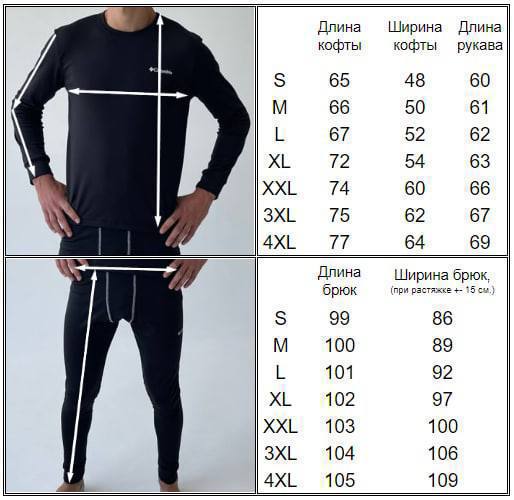 Columbia
Длина кофты Ширина кофты Длина рукава
S 65 48 60
M 66 50 61
L 67 52 62
XL 72 54 63
XXL 74 60 66
3XL 75 62 67
4XL 77 64 69
Длина брюк Ширина брюк,
(при растяжке +- 15 см.)
S 99 86
M 100 89
L 101 92
XL 102 97
XXL 103 100
3XL 104 106
4XL 105 109